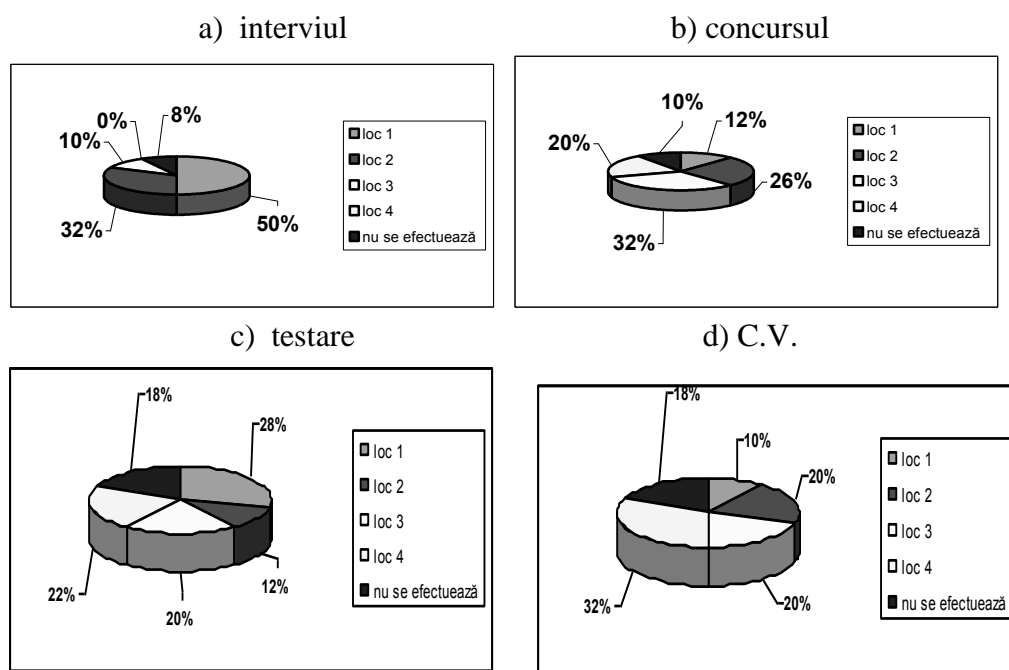 a) interviul
b) concursul
0%
8%
10%
32%
50%
loc 1
loc 2
loc 3
loc 4
nu se efectuează
10%
12%
20%
26%
32%
loc 1
loc 2
loc 3
loc 4
nu se efectuează
c) testare
d) C.V.
18%
28%
22%
12%
20%
loc 1
loc 2
loc 3
loc 4
nu se efectuează
18%
10%
20%
32%
20%
loc 1
loc 2
loc 3
loc 4
nu se efectuează